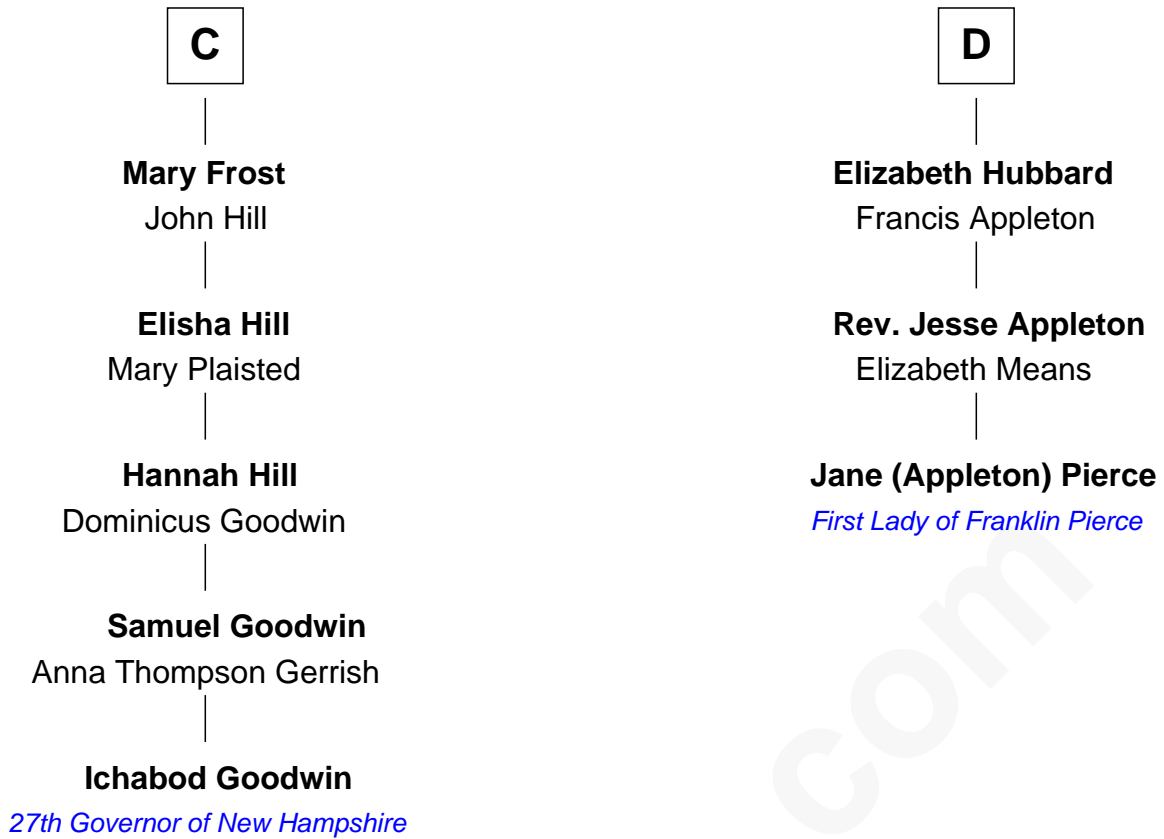 C
Mary Frost
John Hill
Elisha Hill
Mary Plaisted
Hannah Hill
Dominicus Goodwin
Samuel Goodwin
Anna Thompson Gerrish
Ichabod Goodwin
27th Governor of New Hampshire
D
Elizabeth Hubbard
Francis Appleton
Rev. Jesse Appleton
Elizabeth Means
Jane (Appleton) Pierce
First Lady of Franklin Pierce
com